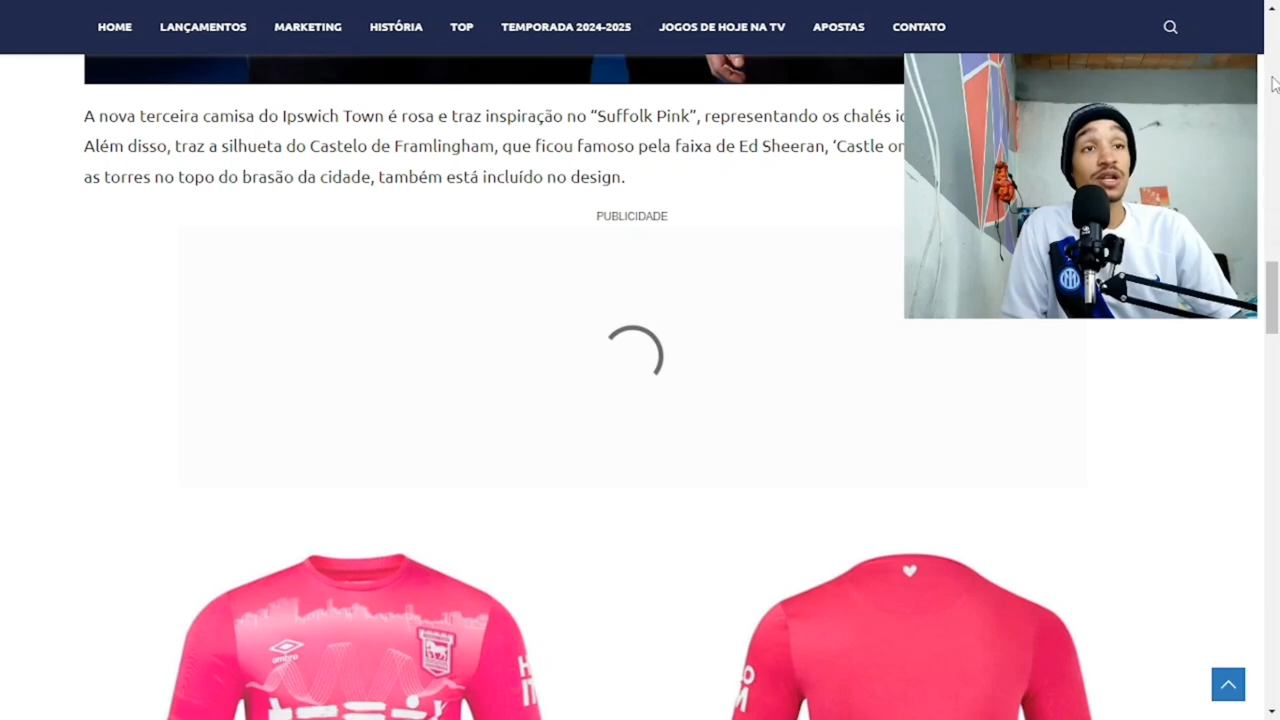 HOME LANÇAMENTOS MARKETING HISTÓRIA TOP TEMPORADA 2024-2025 JOGOS DE HOJE NA TV APOSTAS CONTATO
A nova terceira camisa do Ipswich Town é rosa e traz inspiração no “Suffolk Pink”, representando os chalés
Além disso, traz a silhueta do Castelo de Framlingham, que ficou famoso pela faixa de Ed Sheeran, ‘Castle
as torres no topo do brasão da cidade, também está incluído no design.
PUBLICIDADE
umbro